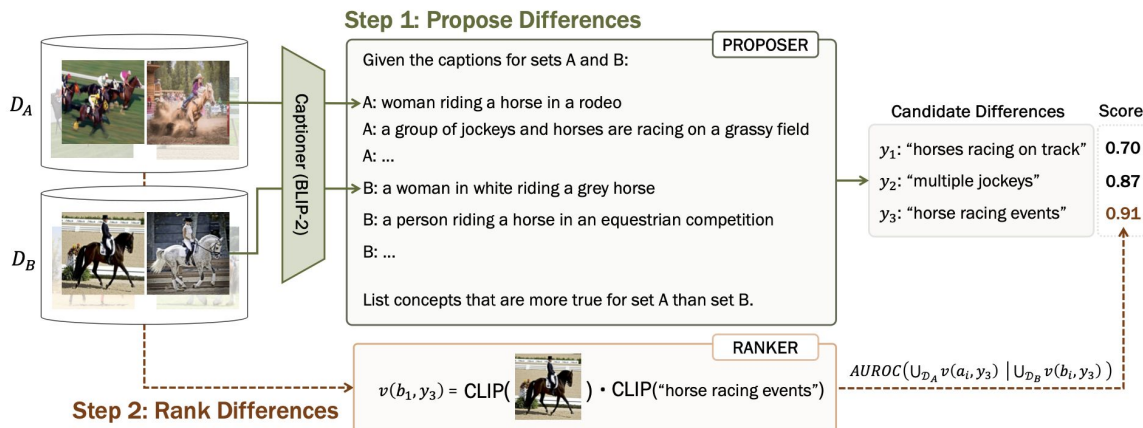 Step 1: Propose Differences
PROPOSER
D_A
D_B
Captioner (BLIP-2)
Given the captions for sets A and B:
A: woman riding a horse in a rodeo
A: a group of jockeys and horses are racing on a grassy field
A: ...
B: a woman in white riding a grey horse
B: a person riding a horse in an equestrian competition
B: ...
List concepts that are more true for set A than set B.
Candidate Differences Score
y₁: “horses racing on track” 0.70
y₂: “multiple jockeys” 0.87
y₃: “horse racing events” 0.91
Step 2: Rank Differences
RANKER
v(b₁, y₃) = CLIP( ) • CLIP(“horse racing events”)
AUROC(∪_{D_A} v(a_i, y₃) | ∪_{D_B} v(b_i, y₃))